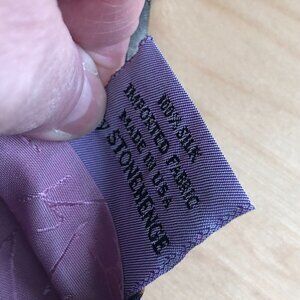 100% SILK
IMPORTED FABRIC
MADE IN U.S.A
STONEHENGE